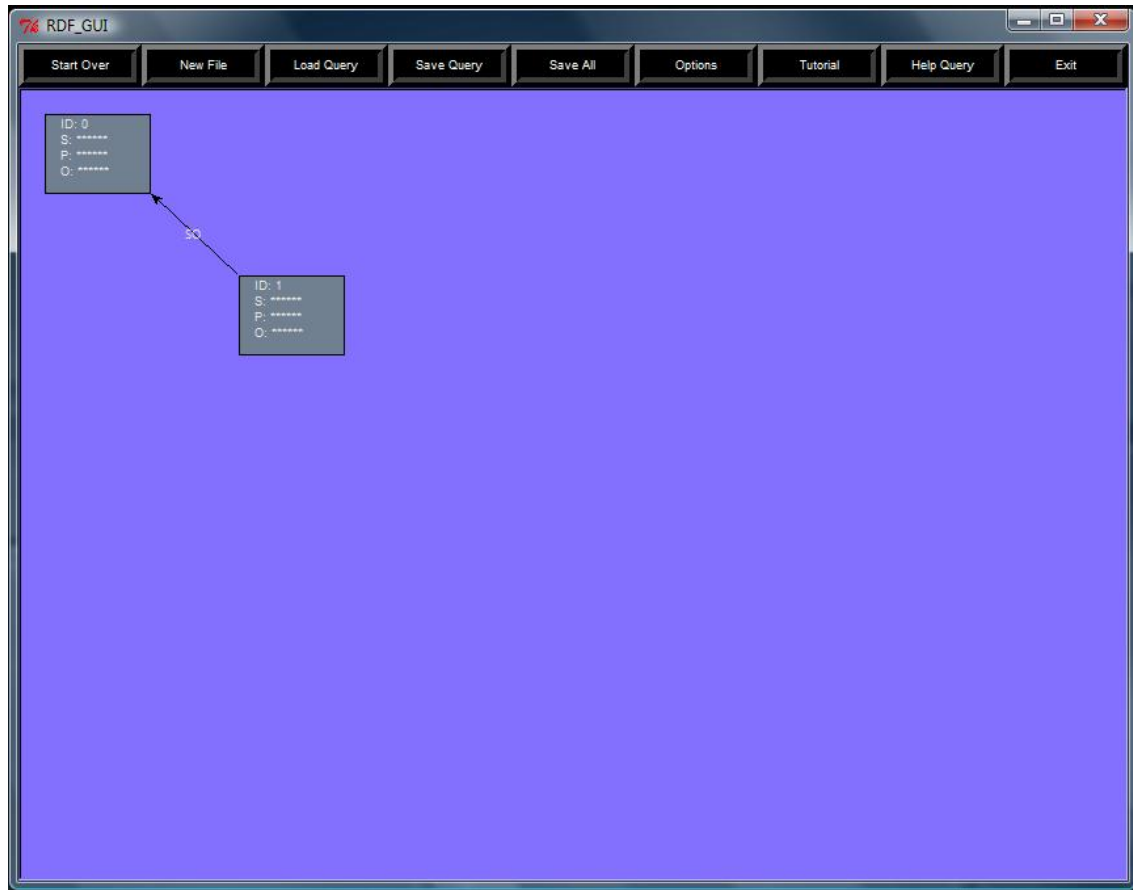 RDF_GUI
Start Over New File Load Query Save Query Save All Options Tutorial Help Query Exit
ID: 0
S: ******
P: ******
O: ******
SO
ID: 1
S: ******
P: ******
O: ******